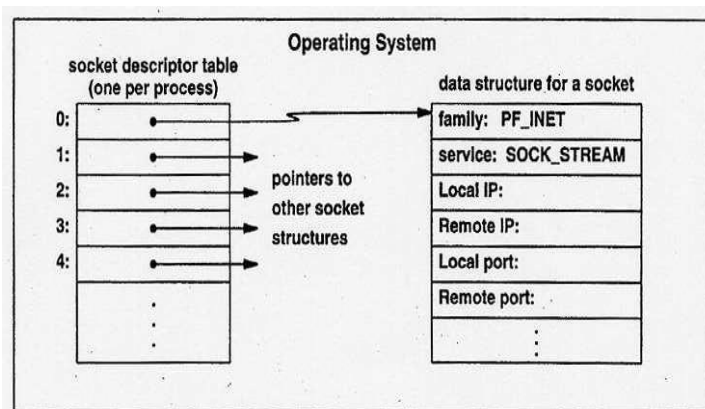 Operating System
socket descriptor table
(one per process)
0:
1:
2:
3:
4:
pointers to
other socket
structures
data structure for a socket
family: PF_INET
service: SOCK_STREAM
Local IP:
Remote IP:
Local port:
Remote port: